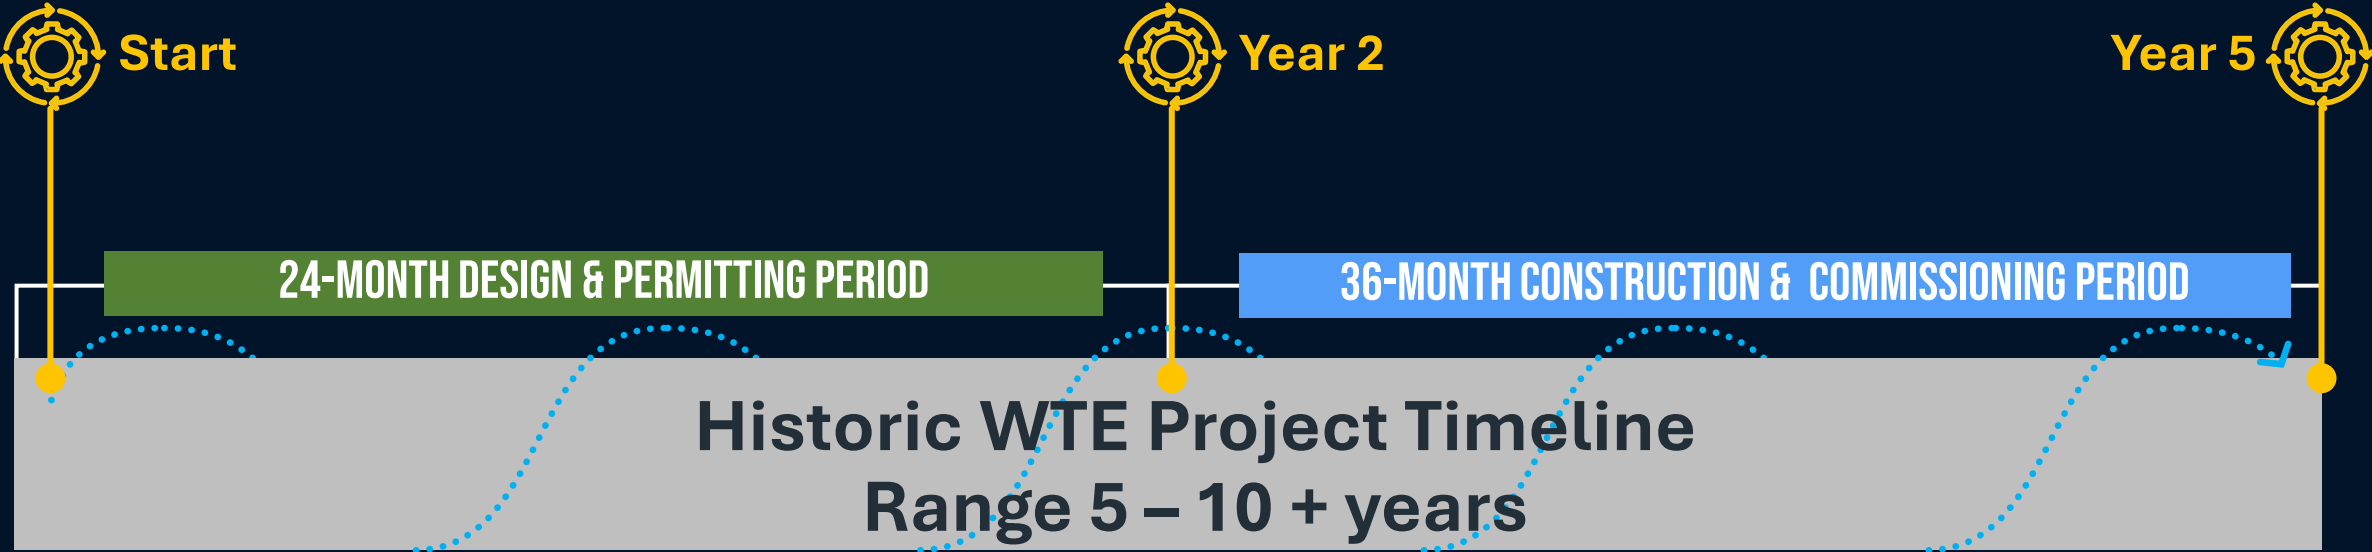 Start
Year 2
Year 5
24-MONTH DESIGN & PERMITTING PERIOD
36-MONTH CONSTRUCTION & COMMISSIONING PERIOD
Historic WTE Project Timeline
Range 5 – 10 + years